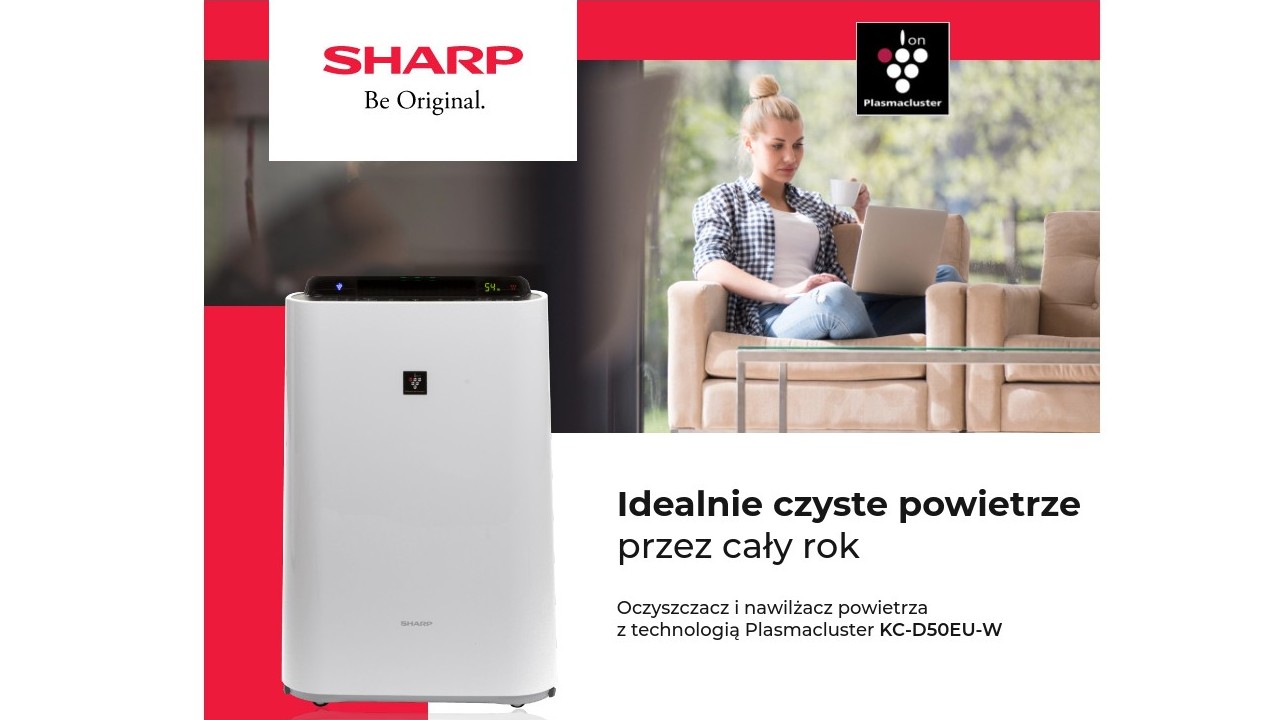 SHARP
Be Original.
Ion
Plasmacluster
54%
SHARP
Idealnie czyste powietrze
przez cały rok
Oczyszczacz i nawilżacz powietrza
z technologią Plasmacluster KC-D50EU-W